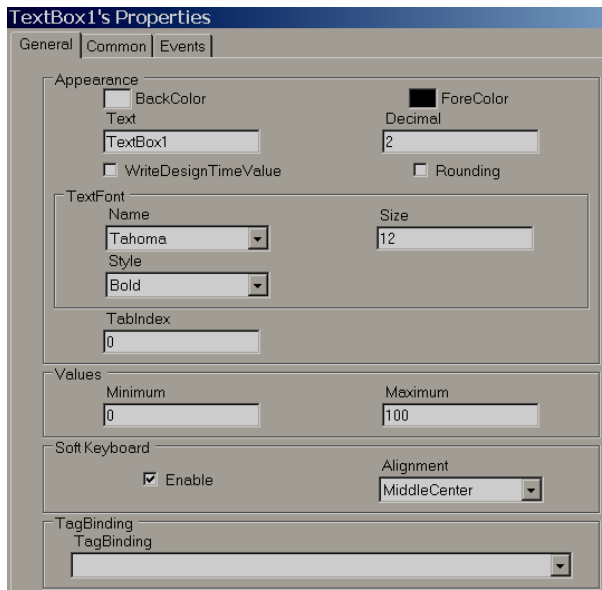 TextBox1's Properties
General Common Events
Appearance
BackColor ForeColor
Text Decimal
TextBox1 2
WriteDesignTimeValue Rounding
TextFont
Name Size
Tahoma 12
Style
Bold
TabIndex
0
Values
Minimum Maximum
0 100
Soft Keyboard
Alignment
Enable
MiddleCenter
TagBinding
TagBinding